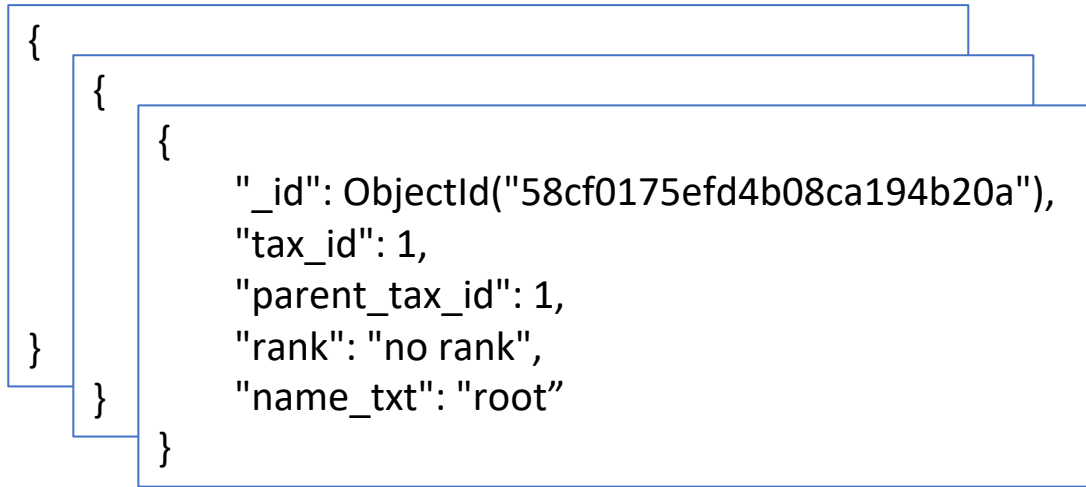 {
{
{
"_id": ObjectId("58cf0175efd4b08ca194b20a"),
"tax_id": 1,
"parent_tax_id": 1,
"rank": "no rank",
"name_txt": "root”
}
}
}